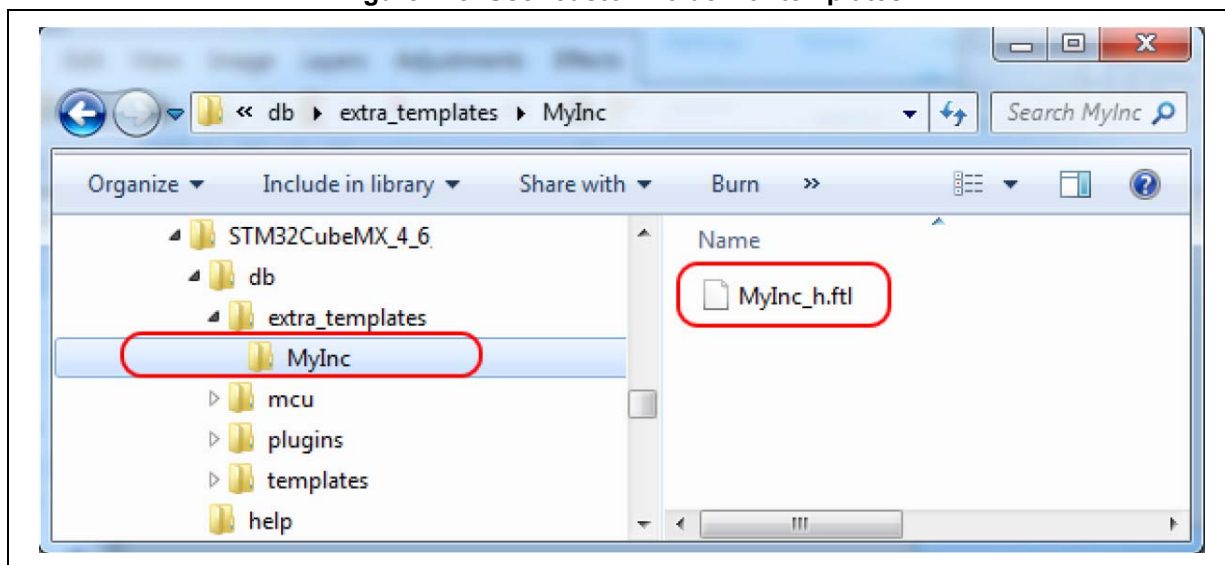 « db ▸ extra_templates ▸ MyInc
Search MyInc
Organize ▾ Include in library ▾ Share with ▾ Burn »
STM32CubeMX_4_6
db
extra_templates
MyInc
mcu
plugins
templates
help
Name
MyInc_h.ftl